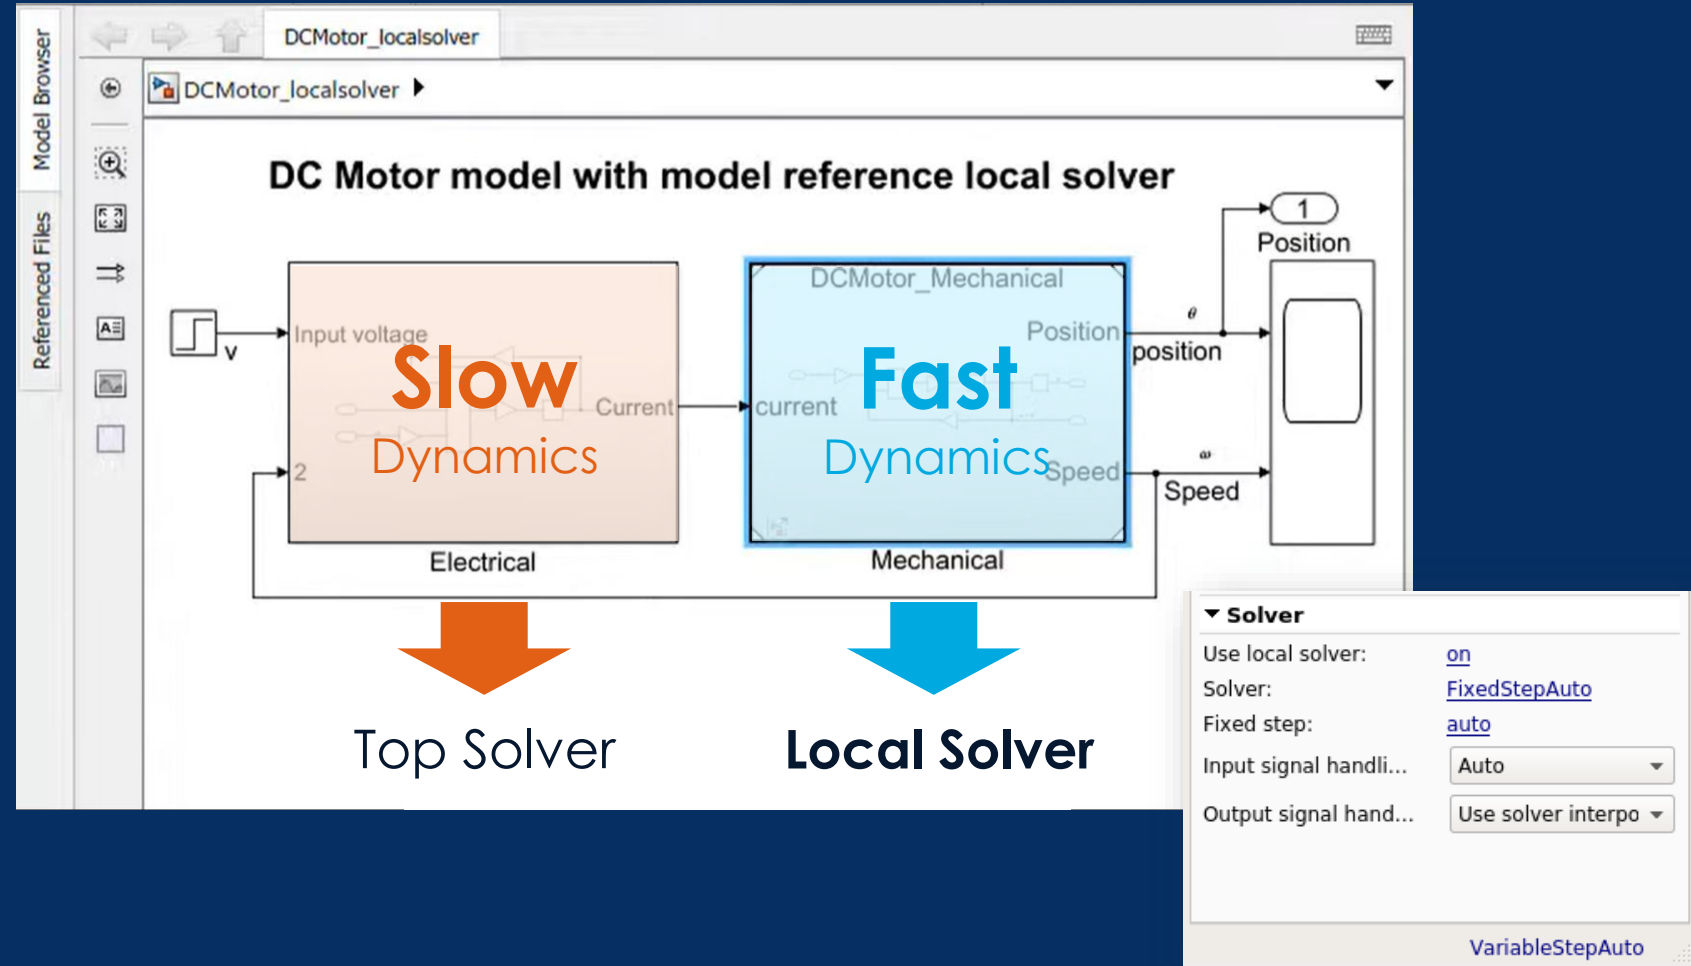 Model Browser
Referenced Files
DCMotor_localsolver
DCMotor_localsolver
DC Motor model with model reference local solver
1
Position
v
Input voltage
2
Current
Slow
Dynamics
Electrical
DCMotor_Mechanical
current
Position
Speed
Fast
Dynamics
Mechanical
θ
position
ω
Speed
Top Solver
Local Solver
Solver
Use local solver: on
Solver: FixedStepAuto
Fixed step: auto
Input signal handli... Auto
Output signal hand... Use solver interpo
VariableStepAuto